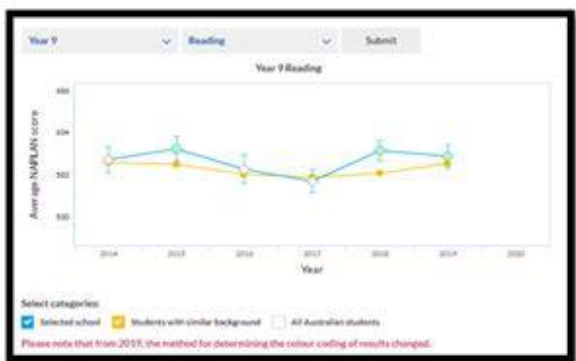 Year 9 Reading Submit
Year 9 Reading
Average NAPLAN score
604
2014 2015 2016 2017 2018 2019 2020
Year
Select categories:
Selected school Students with similar background All Australian students
Please note that from 2019, the method for determining the colour coding of results changed.